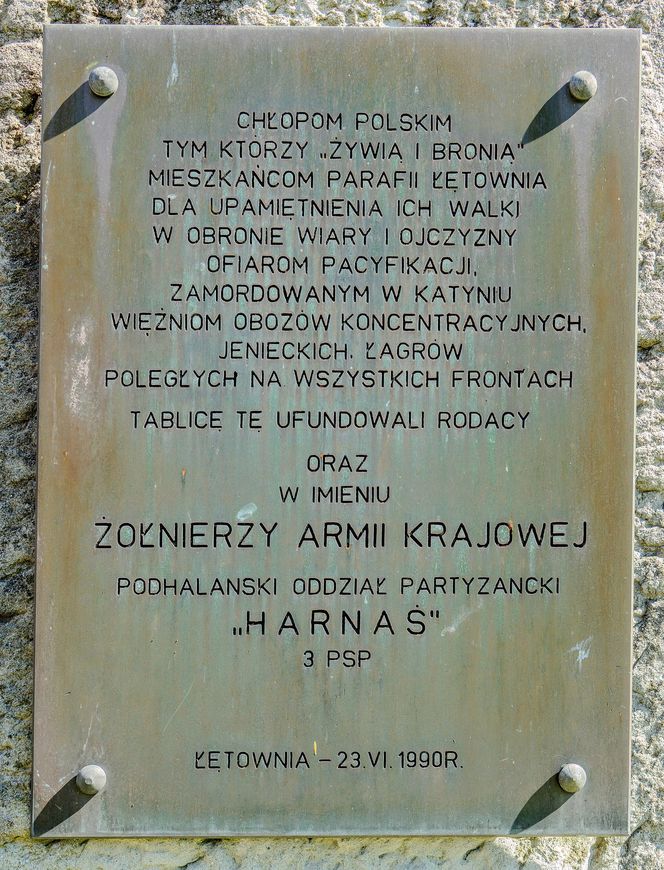 CHŁOPOM POLSKIM
TYM KTÓRZY „ŻYWIĄ I BRONIĄ"
MIESZKAŃCOM PARAFII ŁĘTOWNIA
DLA UPAMIĘTNIENIA ICH WALKI
W OBRONIE WIARY I OJCZYZNY
OFIAROM PACYFIKACJI,
ZAMORDOWANYM W KATYNIU
WIĘŹNIOM OBOZÓW KONCENTRACYJNYCH,
JENIECKICH, ŁAGRÓW
POLEGŁYCH NA WSZYSTKICH FRONTACH
TABLICĘ TĘ UFUNDOWALI RODACY
ORAZ
W IMIENIU
ŻOŁNIERZY ARMII KRAJOWEJ
PODHALANSKI ODDZIAŁ PARTYZANCKI
„HARNAŚ"
3 PSP
ŁĘTOWNIA – 23.VI.1990R.